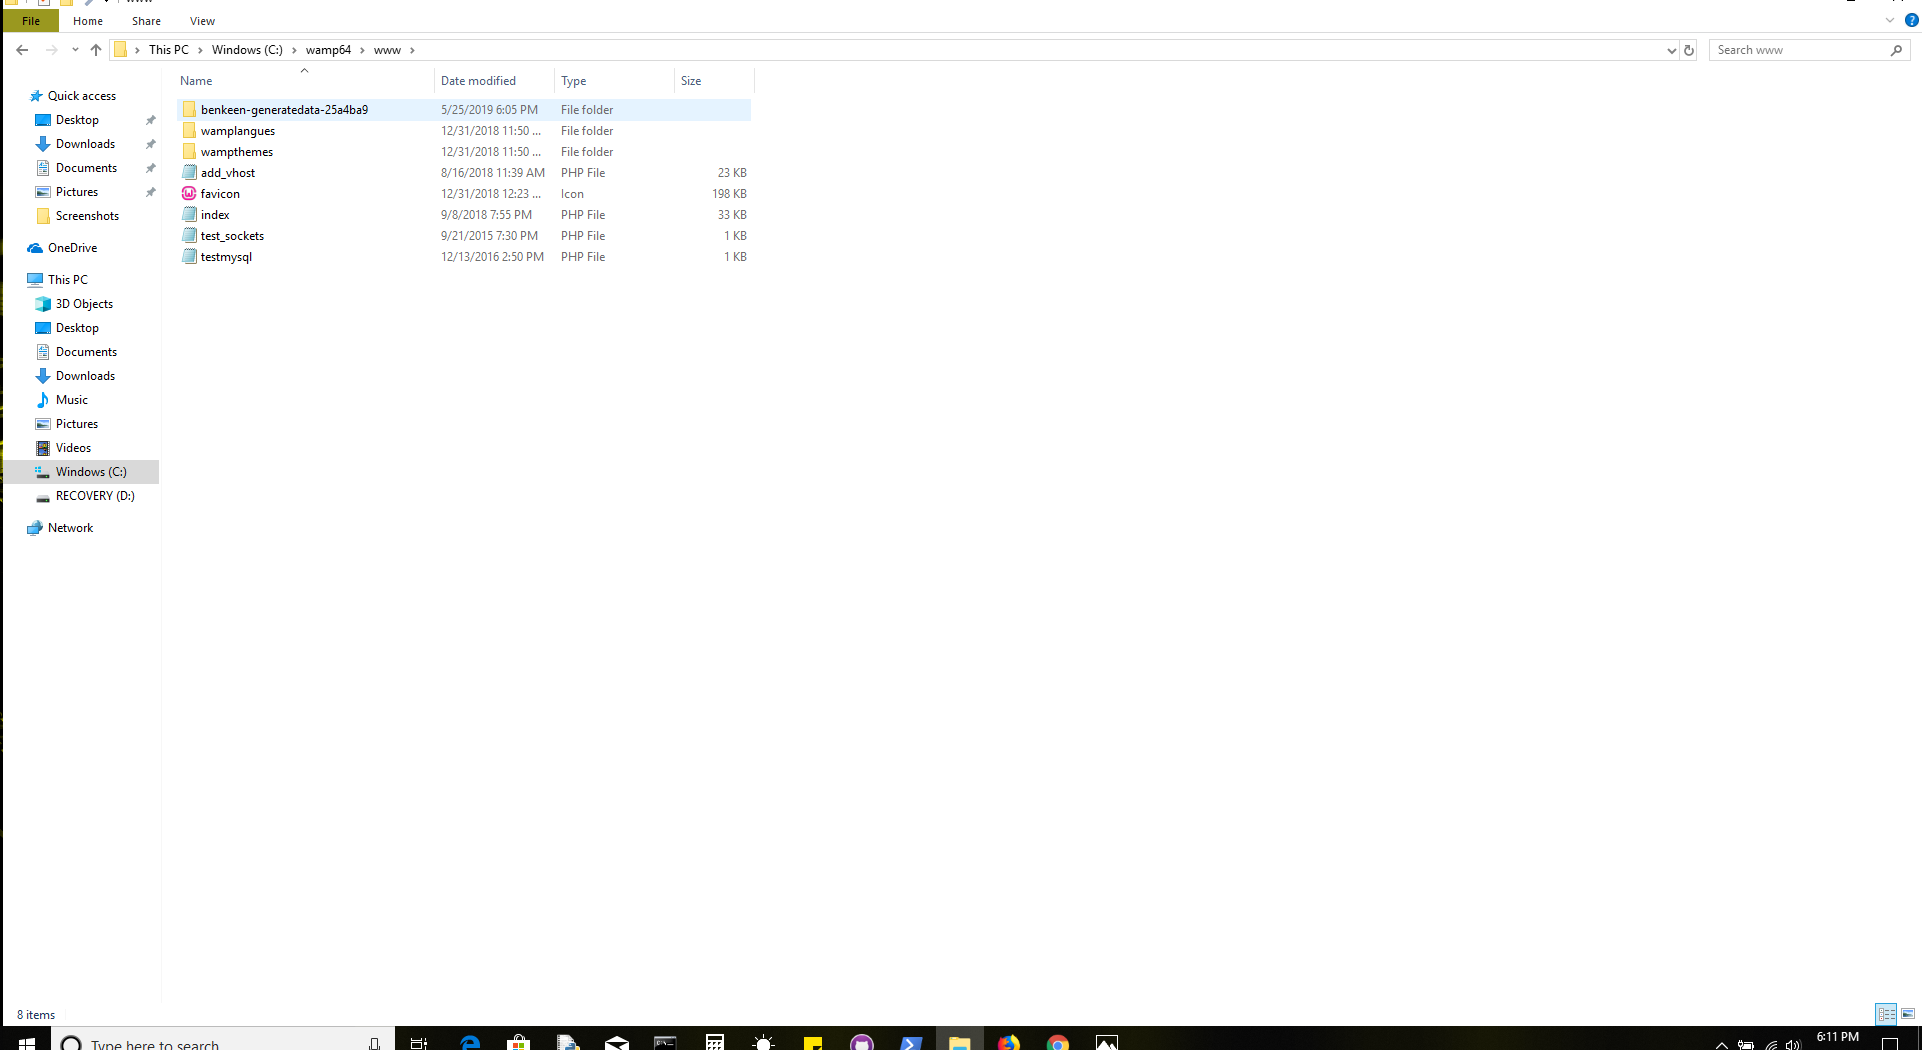 www
File Home Share View
This PC Windows (C:) wamp64 www
Search www
Name Date modified Type Size
Quick access
Desktop
Downloads
Documents
Pictures
Screenshots
OneDrive
This PC
3D Objects
Desktop
Documents
Downloads
Music
Pictures
Videos
Windows (C:)
RECOVERY (D:)
Network
benkeen-generatedata-25a4ba9 5/25/2019 6:05 PM File folder
wamplangues 12/31/2018 11:50 ... File folder
wampthemes 12/31/2018 11:50 ... File folder
add_vhost 8/16/2018 11:39 AM PHP File 23 KB
favicon 12/31/2018 12:23 ... Icon 198 KB
index 9/8/2018 7:55 PM PHP File 33 KB
test_sockets 9/21/2015 7:30 PM PHP File 1 KB
testmysql 12/13/2016 2:50 PM PHP File 1 KB
8 items
Type here to search
6:11 PM